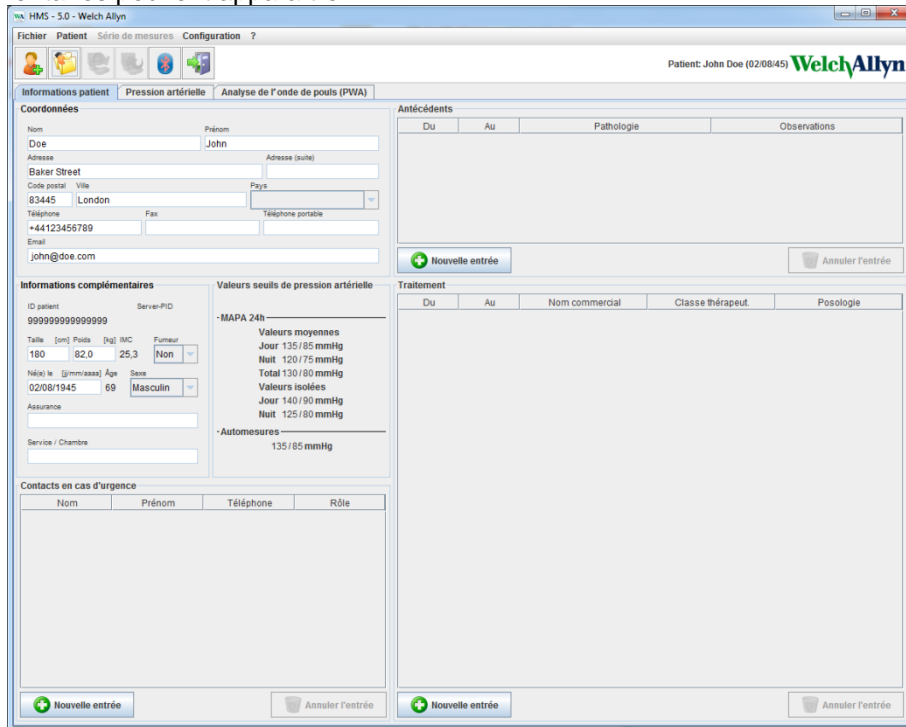 HMS - 5.0 - Welch Allyn
Fichier Patient Série de mesures Configuration ?
Patient: John Doe (02/08/45) WelchAllyn
Informations patient Pression artérielle Analyse de l'onde de pouls (PWA)
Coordonnées
Nom Prénom
Doe John
Adresse Adresse (suite)
Baker Street
Code postal Ville Pays
83445 London
Téléphone Fax Téléphone portable
+44123456789
Email
john@doe.com
Antécédents
Du Au Pathologie Observations
Nouvelle entrée Annuler l'entrée
Informations complémentaires
ID patient Server-PID
999999999999999
Taille [cm] Poids [kg] IMC Fumeur
180 82,0 25,3 Non
Né(e) le [jj/mm/aaaa] Âge Sexe
02/08/1945 69 Masculin
Assurance
Service / Chambre
Valeurs seuils de pression artérielle
-MAPA 24h
Valeurs moyennes
Jour 135/85 mmHg
Nuit 120/75 mmHg
Total 130/80 mmHg
Valeurs isolées
Jour 140/90 mmHg
Nuit 125/80 mmHg
-Automesures
135/85 mmHg
Traitement
Du Au Nom commercial Classe thérapeut. Posologie
Contacts en cas d'urgence
Nom Prénom Téléphone Rôle
Nouvelle entrée Annuler l'entrée
Nouvelle entrée Annuler l'entrée